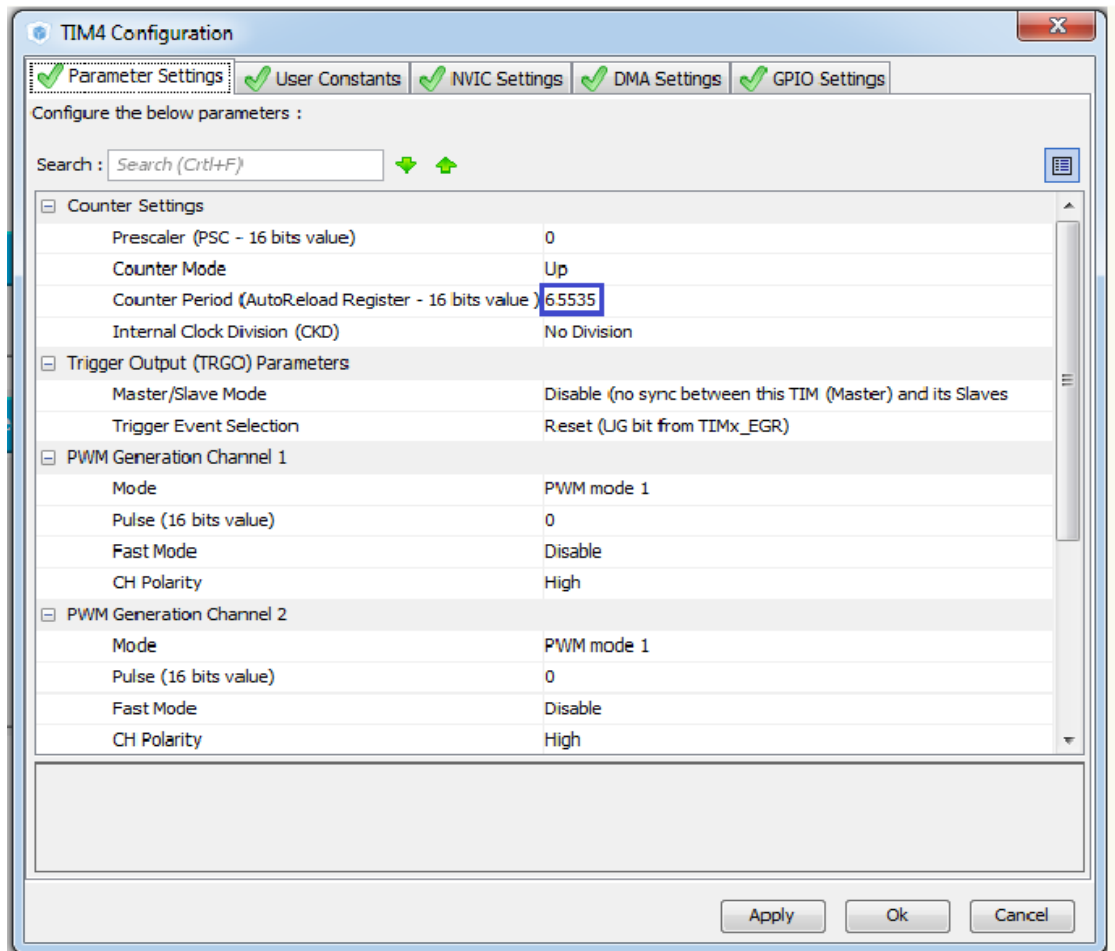 TIM4 Configuration
Parameter Settings User Constants NVIC Settings DMA Settings GPIO Settings
Configure the below parameters :
Search : Search (Crtl+F)
Counter Settings
Prescaler (PSC - 16 bits value) 0
Counter Mode Up
Counter Period (AutoReload Register - 16 bits value ) 65535
Internal Clock Division (CKD) No Division
Trigger Output (TRGO) Parameters
Master/Slave Mode Disable (no sync between this TIM (Master) and its Slaves
Trigger Event Selection Reset (UG bit from TIMx_EGR)
PWM Generation Channel 1
Mode PWM mode 1
Pulse (16 bits value) 0
Fast Mode Disable
CH Polarity High
PWM Generation Channel 2
Mode PWM mode 1
Pulse (16 bits value) 0
Fast Mode Disable
CH Polarity High
Apply Ok Cancel